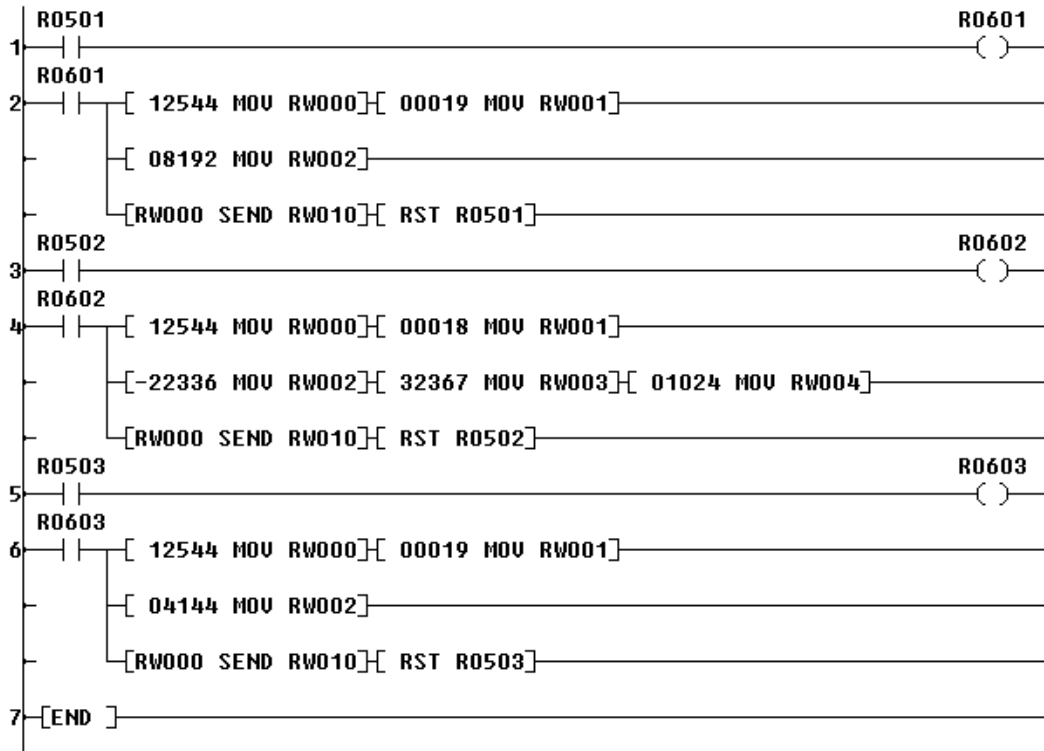 R0501 R0601
1
R0601
2 [ 12544 MOV RW000] [ 00019 MOV RW001]
[ 08192 MOV RW002]
[RW000 SEND RW010] [ RST R0501]
R0502 R0602
3
R0602
4 [ 12544 MOV RW000] [ 00018 MOV RW001]
[-22336 MOV RW002] [ 32367 MOV RW003] [ 01024 MOV RW004]
[RW000 SEND RW010] [ RST R0502]
R0503 R0603
5
R0603
6 [ 12544 MOV RW000] [ 00019 MOV RW001]
[ 04144 MOV RW002]
[RW000 SEND RW010] [ RST R0503]
7 [END ]